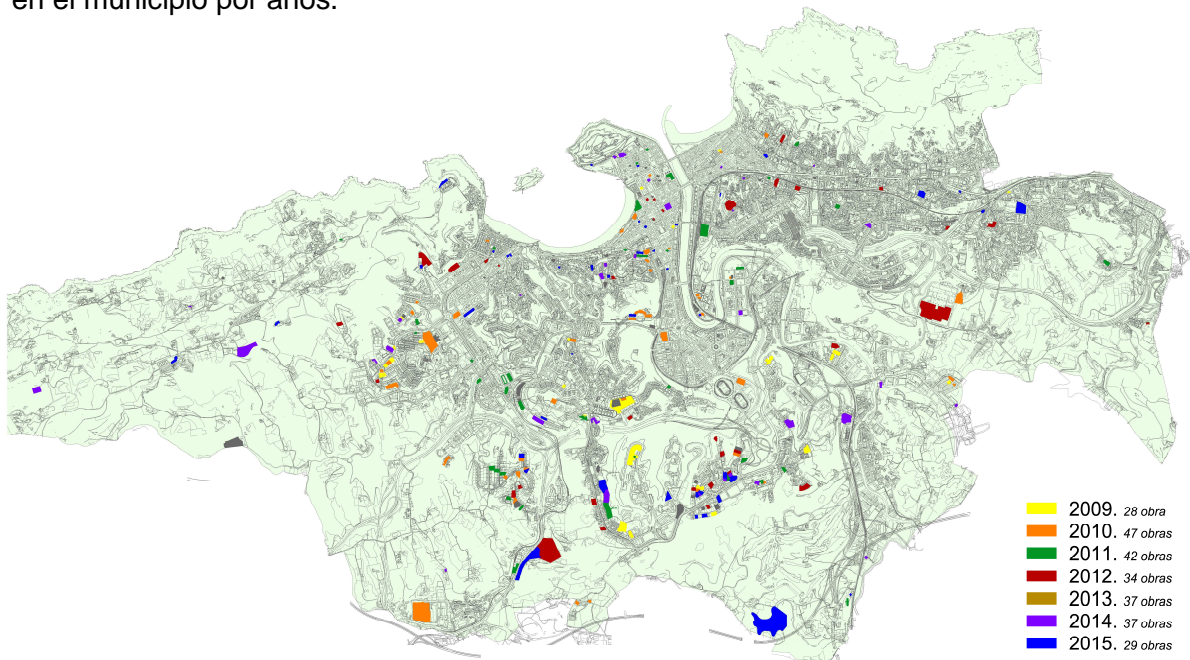 en el municipio por años.
2009. 28 obra
2010. 47 obras
2011. 42 obras
2012. 34 obras
2013. 37 obras
2014. 37 obras
2015. 29 obras